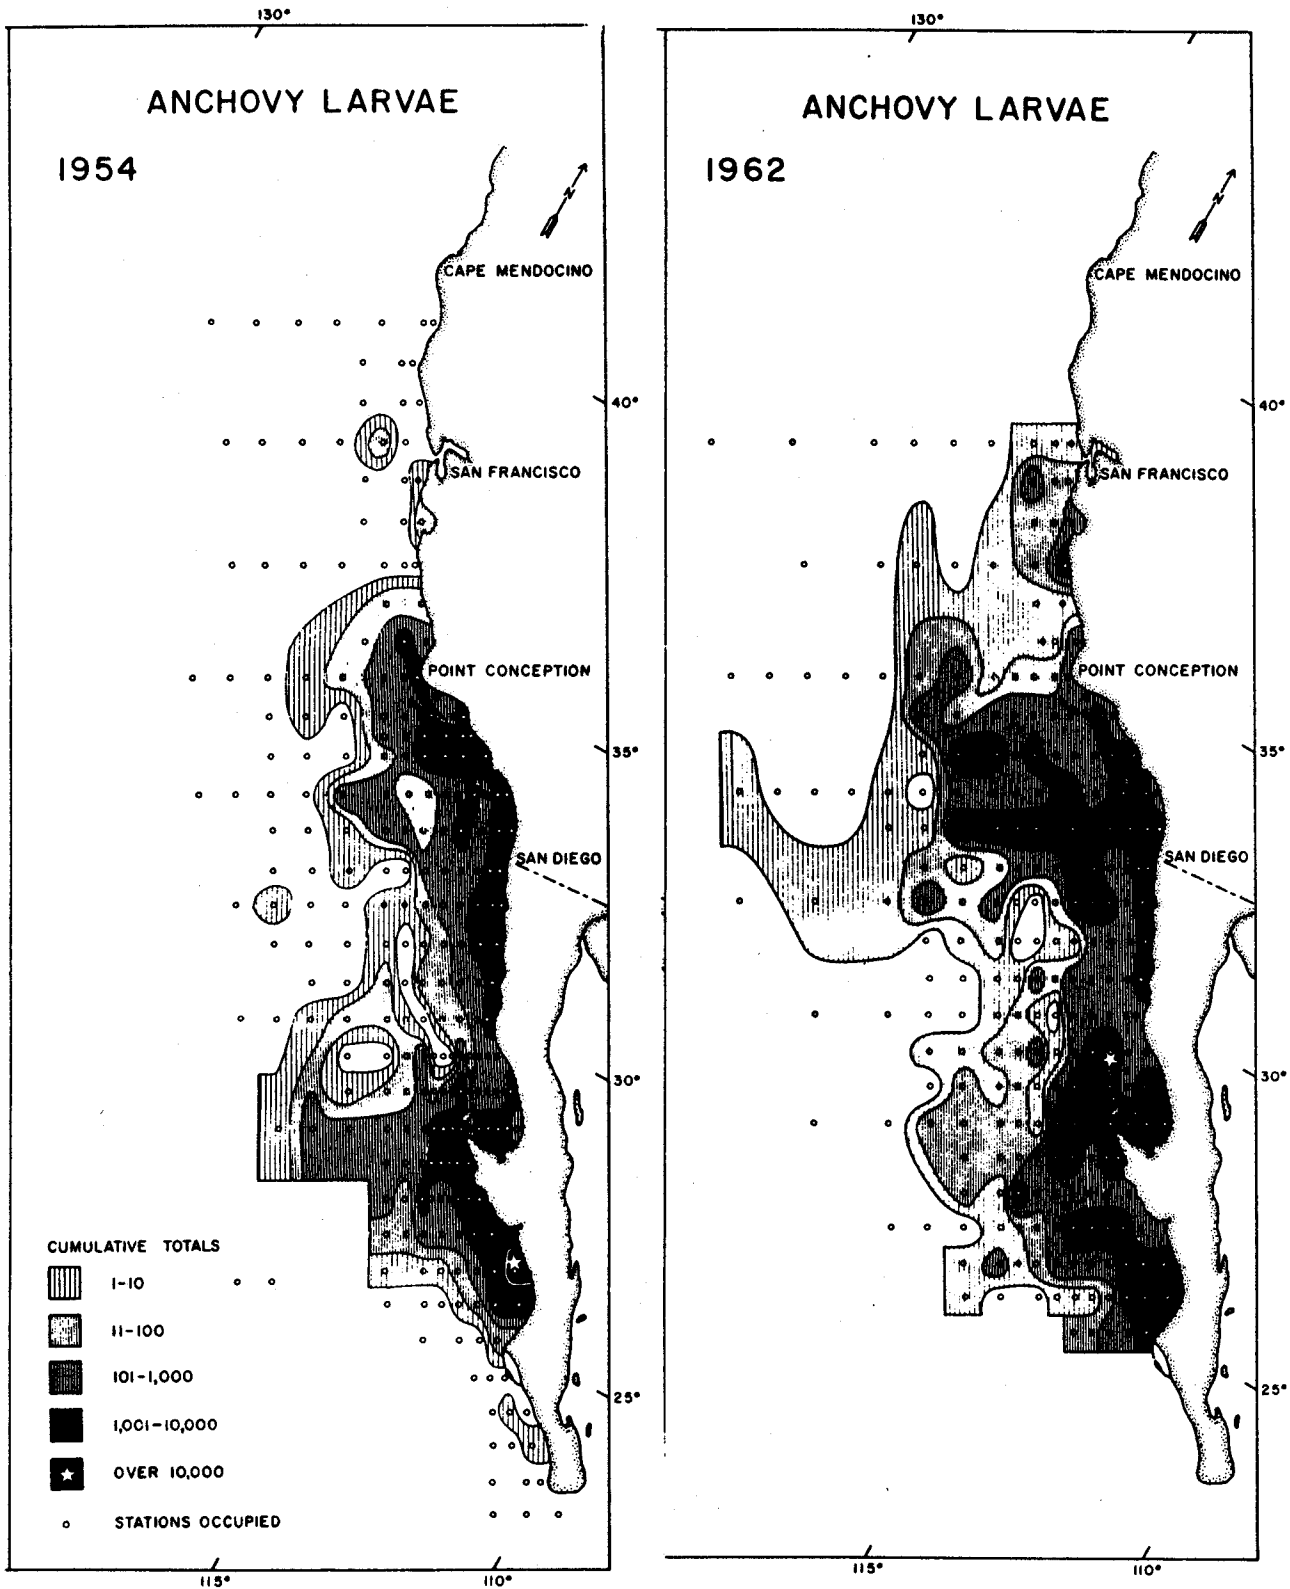 130°
ANCHOVY LARVAE
1954
N
CAPE MENDOCINO
40°
SAN FRANCISCO
POINT CONCEPTION
35°
SAN DIEGO
30°
CUMULATIVE TOTALS
1-10
11-100
101-1,000
1,001-10,000
OVER 10,000
STATIONS OCCUPIED
25°
115°
110°
130°
ANCHOVY LARVAE
1962
N
CAPE MENDOCINO
40°
SAN FRANCISCO
POINT CONCEPTION
35°
SAN DIEGO
30°
25°
115°
110°